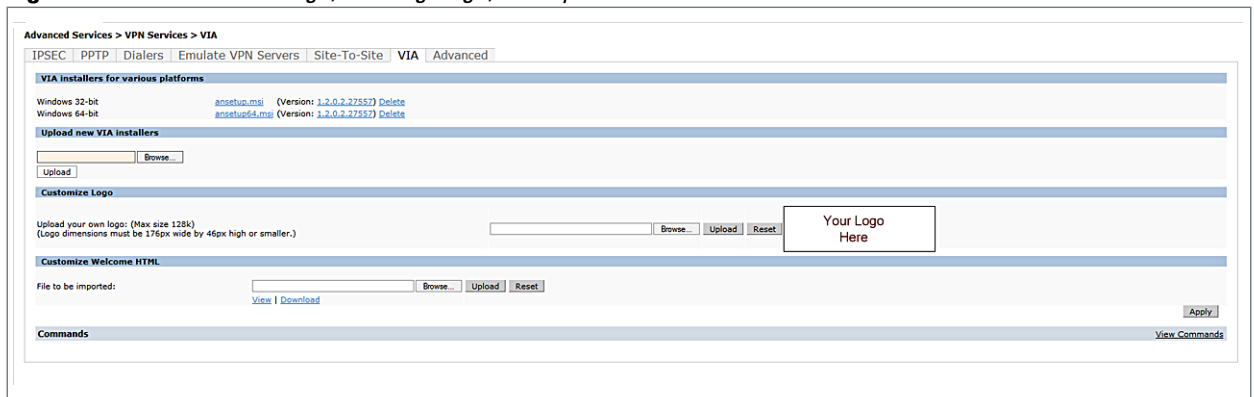 Advanced Services > VPN Services > VIA
IPSEC PPTP Dialers Emulate VPN Servers Site-To-Site VIA Advanced
VIA installers for various platforms
Windows 32-bit ansetup.msi (Version: 1.2.0.2.27557) Delete
Windows 64-bit ansetup64.msi (Version: 1.2.0.2.27557) Delete
Upload new VIA installers
Browse...
Upload
Customize Logo
Upload your own logo: (Max size 128k)
(Logo dimensions must be 176px wide by 46px high or smaller.)
Browse... Upload Reset
Your Logo
Here
Customize Welcome HTML
File to be imported: Browse... Upload Reset
View | Download
Apply
Commands View Commands